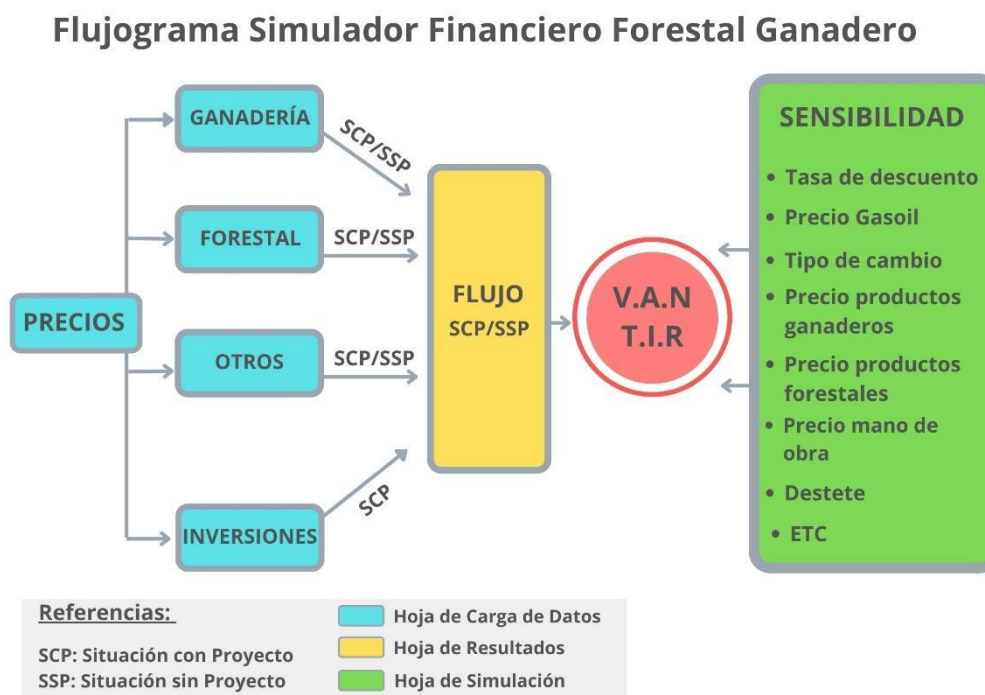 Flujograma Simulador Financiero Forestal Ganadero
PRECIOS
GANADERÍA
FORESTAL
OTROS
INVERSIONES
SCP/SSP
SCP/SSP
SCP/SSP
SCP
FLUJO
SCP/SSP
V.A.N
T.I.R
SENSIBILIDAD
• Tasa de descuento
• Precio Gasoil
• Tipo de cambio
• Precio productos
ganaderos
• Precio productos
forestales
• Precio mano de
obra
• Destete
• ETC
Referencias:
SCP: Situación con Proyecto
SSP: Situación sin Proyecto
Hoja de Carga de Datos
Hoja de Resultados
Hoja de Simulación